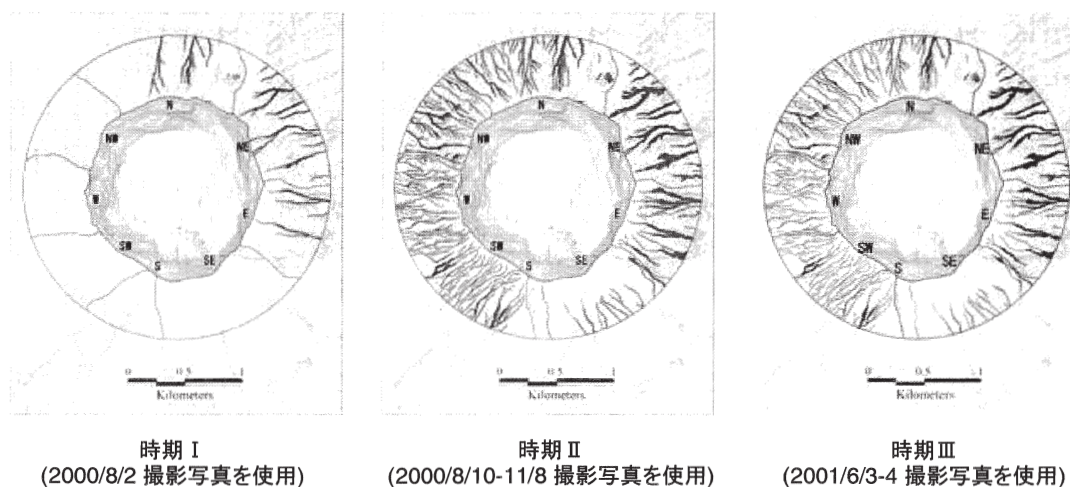 N
NW
NE
W
E
SW
S
SE
0 0.5 1
Kilometers
時期Ⅰ
(2000/8/2 撮影写真を使用)
N
NW
NE
W
E
SW
S
SE
0 0.5 1
Kilometers
時期Ⅱ
(2000/8/10-11/8 撮影写真を使用)
N
NW
NE
W
E
SW
S
SE
0 0.5 1
Kilometers
時期Ⅲ
(2001/6/3-4 撮影写真を使用)